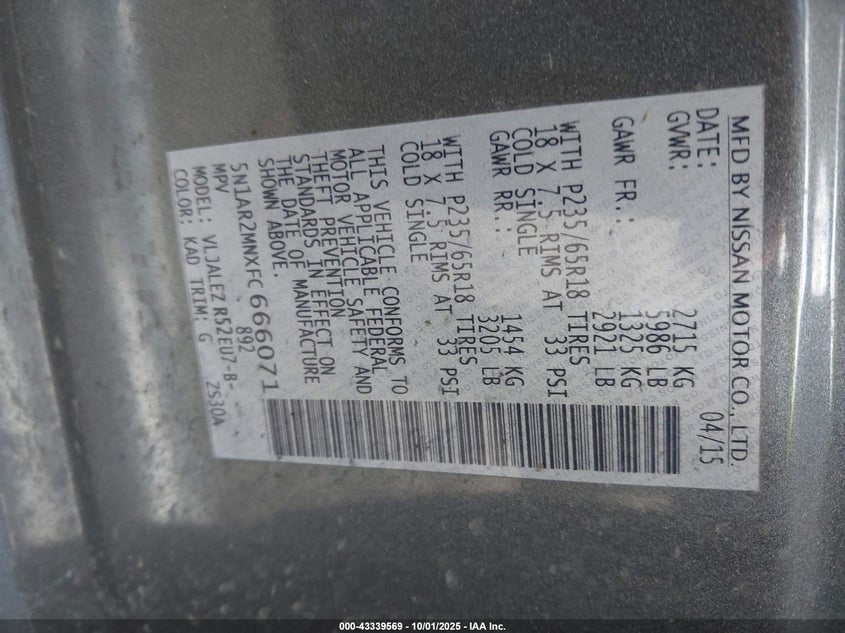 MFD BY NISSAN MOTOR CO., LTD.
DATE: 04/15
GVWR: 2715 KG
5986 LB
GAWR FR.: 1325 KG
2921 LB
WITH P235/65R18 TIRES
18 X 7.5 RIMS AT 33 PSI
COLD SINGLE
GAWR RR.: 1454 KG
3205 LB
WITH P235/65R18 TIRES
18 X 7.5 RIMS AT 33 PSI
COLD SINGLE
THIS VEHICLE CONFORMS TO
ALL APPLICABLE FEDERAL
MOTOR VEHICLE SAFETY AND
THEFT PREVENTION
STANDARDS IN EFFECT ON
THE DATE OF MANUFACTURE
SHOWN ABOVE.
5N1AR2MNXFC666071
MPV 892
MODEL: VLJALEZ R52EU7-B-
COLOR: KAD TRIM: G 2S30A
000-43339569 - 10/01/2025 - IAA Inc.